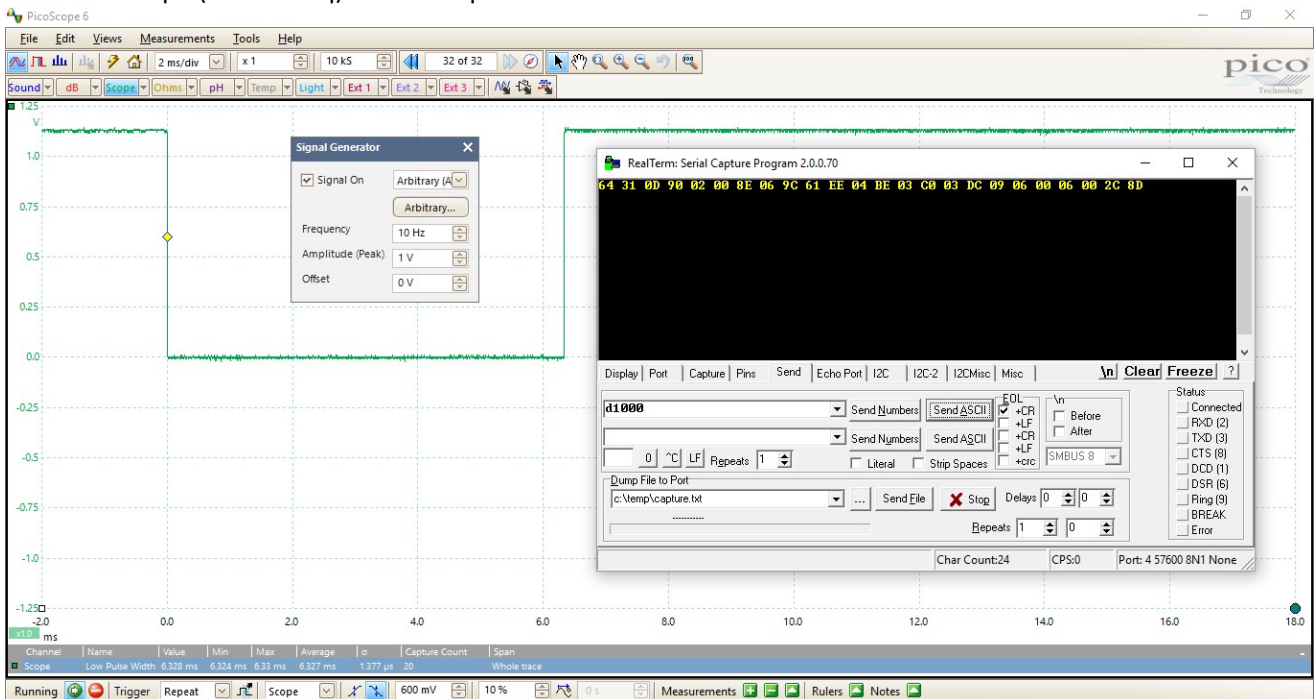 PicoScope 6
File Edit Views Measurements Tools Help
2 ms/div x 1 10 kS 32 of 32
pico
Technology
Sound dB Scope Ohms pH Temp Light Ext 1 Ext 2 Ext 3
1.25
V
1.0
0.75
0.5
0.25
0.0
-0.25
-0.5
-0.75
-1.0
-1.25
-2.0 0.0 2.0 4.0 6.0 8.0 10.0 12.0 14.0 16.0 18.0
x1.0 ms
Signal Generator
Signal On Arbitrary (A
Arbitrary...
Frequency 10 Hz
Amplitude (Peak) 1 V
Offset 0 V
RealTerm: Serial Capture Program 2.0.0.70
64 31 0D 90 02 00 8E 06 9C 61 EE 04 BE 03 C0 03 DC 09 06 00 06 00 2C 8D
Display Port Capture Pins Send Echo Port I2C I2C-2 I2CMisc Misc \n Clear Freeze ?
d1000 Send Numbers Send ASCII
Send Numbers Send ASCII
EOL
+CR
+LF
+CR
+LF
+crc
\n
Before
After
SMBUS 8
0 ^C LF Repeats 1 Literal Strip Spaces
Dump File to Port
c:\temp\capture.txt ... Send File Stop Delays 0 0
Repeats 1 0
Status
Connected
RXD (2)
TXD (3)
CTS (8)
DCD (1)
DSR (6)
Ring (9)
BREAK
Error
Char Count:24 CPS:0 Port: 4 57600 8N1 None
Channel Name Value Min Max Average σ Capture Count Span
Scope Low Pulse Width 6.328 ms 6.324 ms 6.33 ms 6.327 ms 1.377 µs 20 Whole trace
Running Trigger Repeat Scope 600 mV 10 % 0 s Measurements Rulers Notes